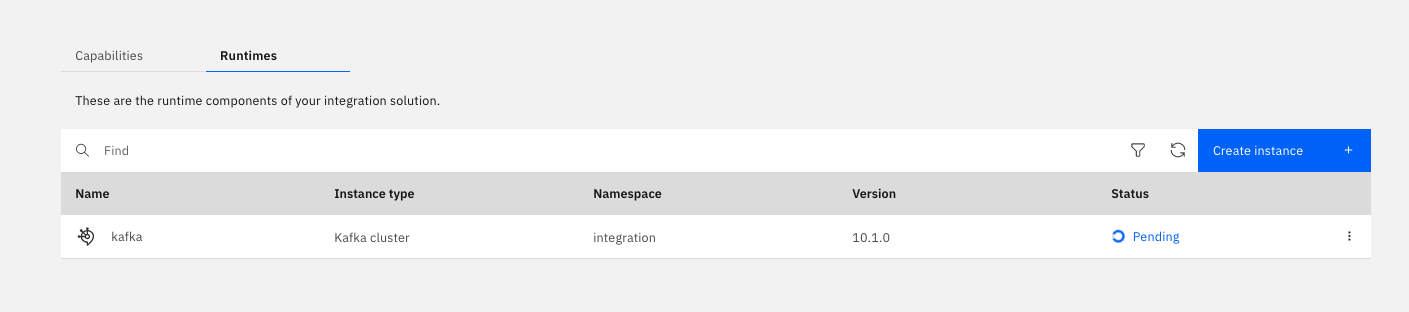 Capabilities Runtimes
These are the runtime components of your integration solution.
Find Create instance +
Name Instance type Namespace Version Status
kafka Kafka cluster integration 10.1.0 Pending